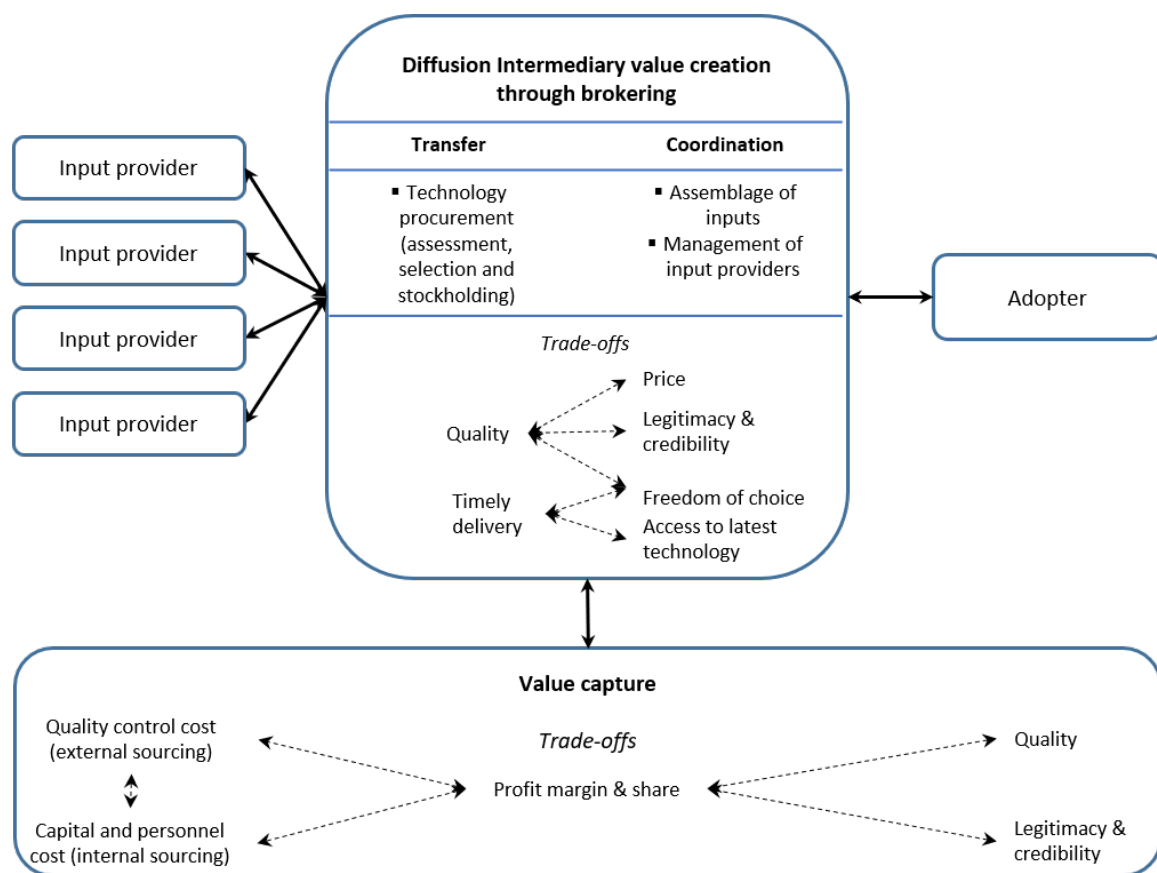 Diffusion Intermediary value creation
through brokering
Transfer
Coordination
Input provider
Input provider
Input provider
Input provider
▪ Technology
procurement
(assessment,
selection and
stockholding)
▪ Assemblage of
inputs
▪ Management of
input providers
Adopter
Trade-offs
Quality
Timely
delivery
Price
Legitimacy &
credibility
Freedom of choice
Access to latest
technology
Value capture
Quality control cost
(external sourcing)
Capital and personnel
cost (internal sourcing)
Trade-offs
Profit margin & share
Quality
Legitimacy &
credibility